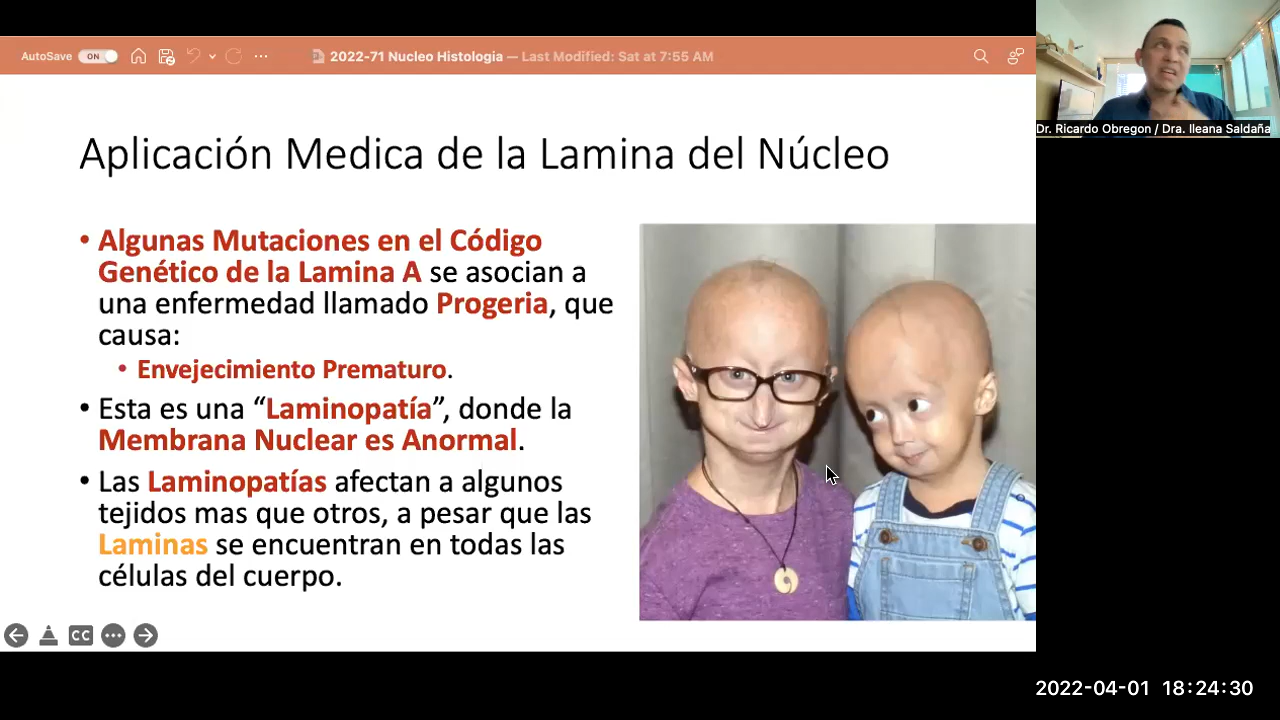 AutoSave ON
2022-71 Nucleo Histologia — Last Modified: Sat at 7:55 AM
Dr. Ricardo Obregon / Dra. Ileana Saldaña
Aplicación Medica de la Lamina del Núcleo
• Algunas Mutaciones en el Código
Genético de la Lamina A se asocian a
una enfermedad llamado Progeria, que
causa:
• Envejecimiento Prematuro.
• Esta es una “Laminopatía”, donde la
Membrana Nuclear es Anormal.
• Las Laminopatías afectan a algunos
tejidos mas que otros, a pesar que las
Laminas se encuentran en todas las
células del cuerpo.
CC
2022-04-01 18:24:30